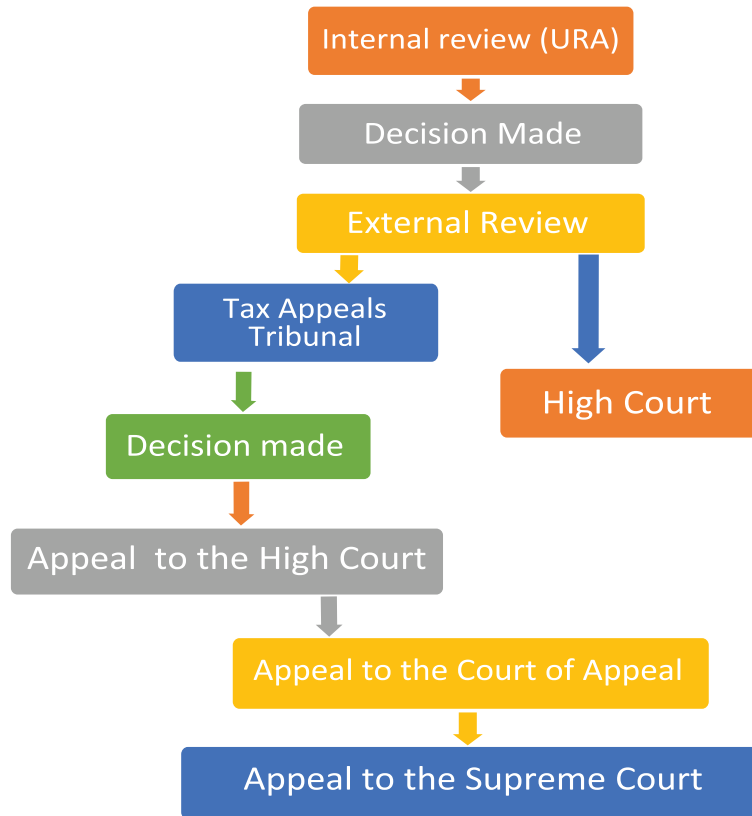 Internal review (URA)
Decision Made
External Review
Tax Appeals
Tribunal
High Court
Decision made
Appeal to the High Court
Appeal to the Court of Appeal
Appeal to the Supreme Court